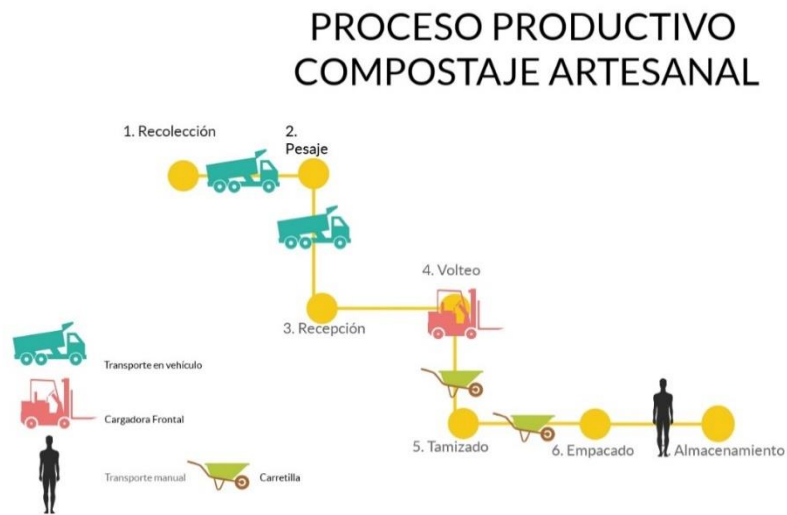 PROCESO PRODUCTIVO
COMPOSTAJE ARTESANAL
1. Recolección
2.
Pesaje
4. Volteo
3. Recepción
Transporte en vehículo
Cargadora Frontal
5. Tamizado
6. Empacado
Almacenamiento
Transporte manual
Carretilla